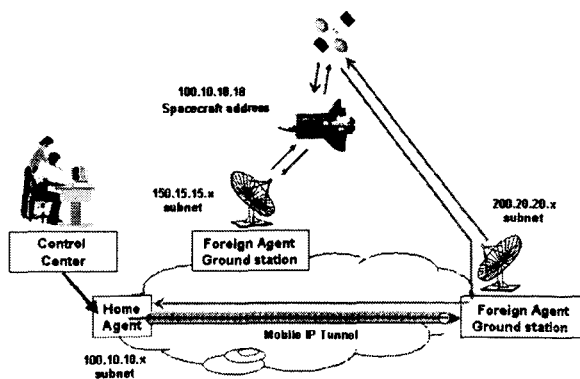 100.10.10.10
Spacecraft address
150.15.15.x
subnet
200.20.20.x
subnet
Control
Center
Foreign Agent
Ground station
Home
Agent
Mobile IP Tunnel
Foreign Agent
Ground station
100.10.10.x
subnet